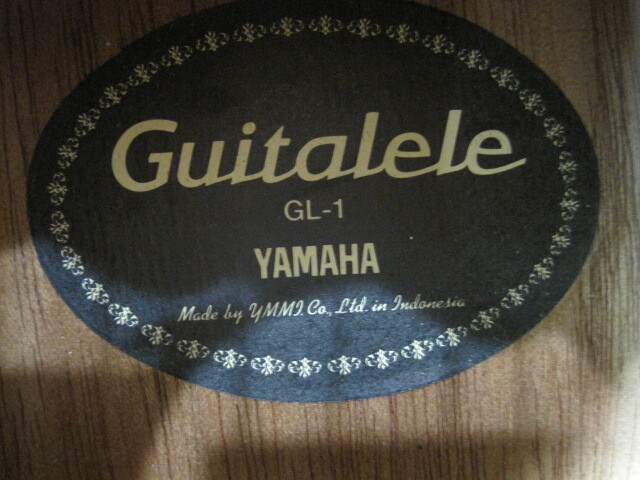 Guitalele
GL-1
YAMAHA
Made by YMMI. Co., Ltd. in Indonesia